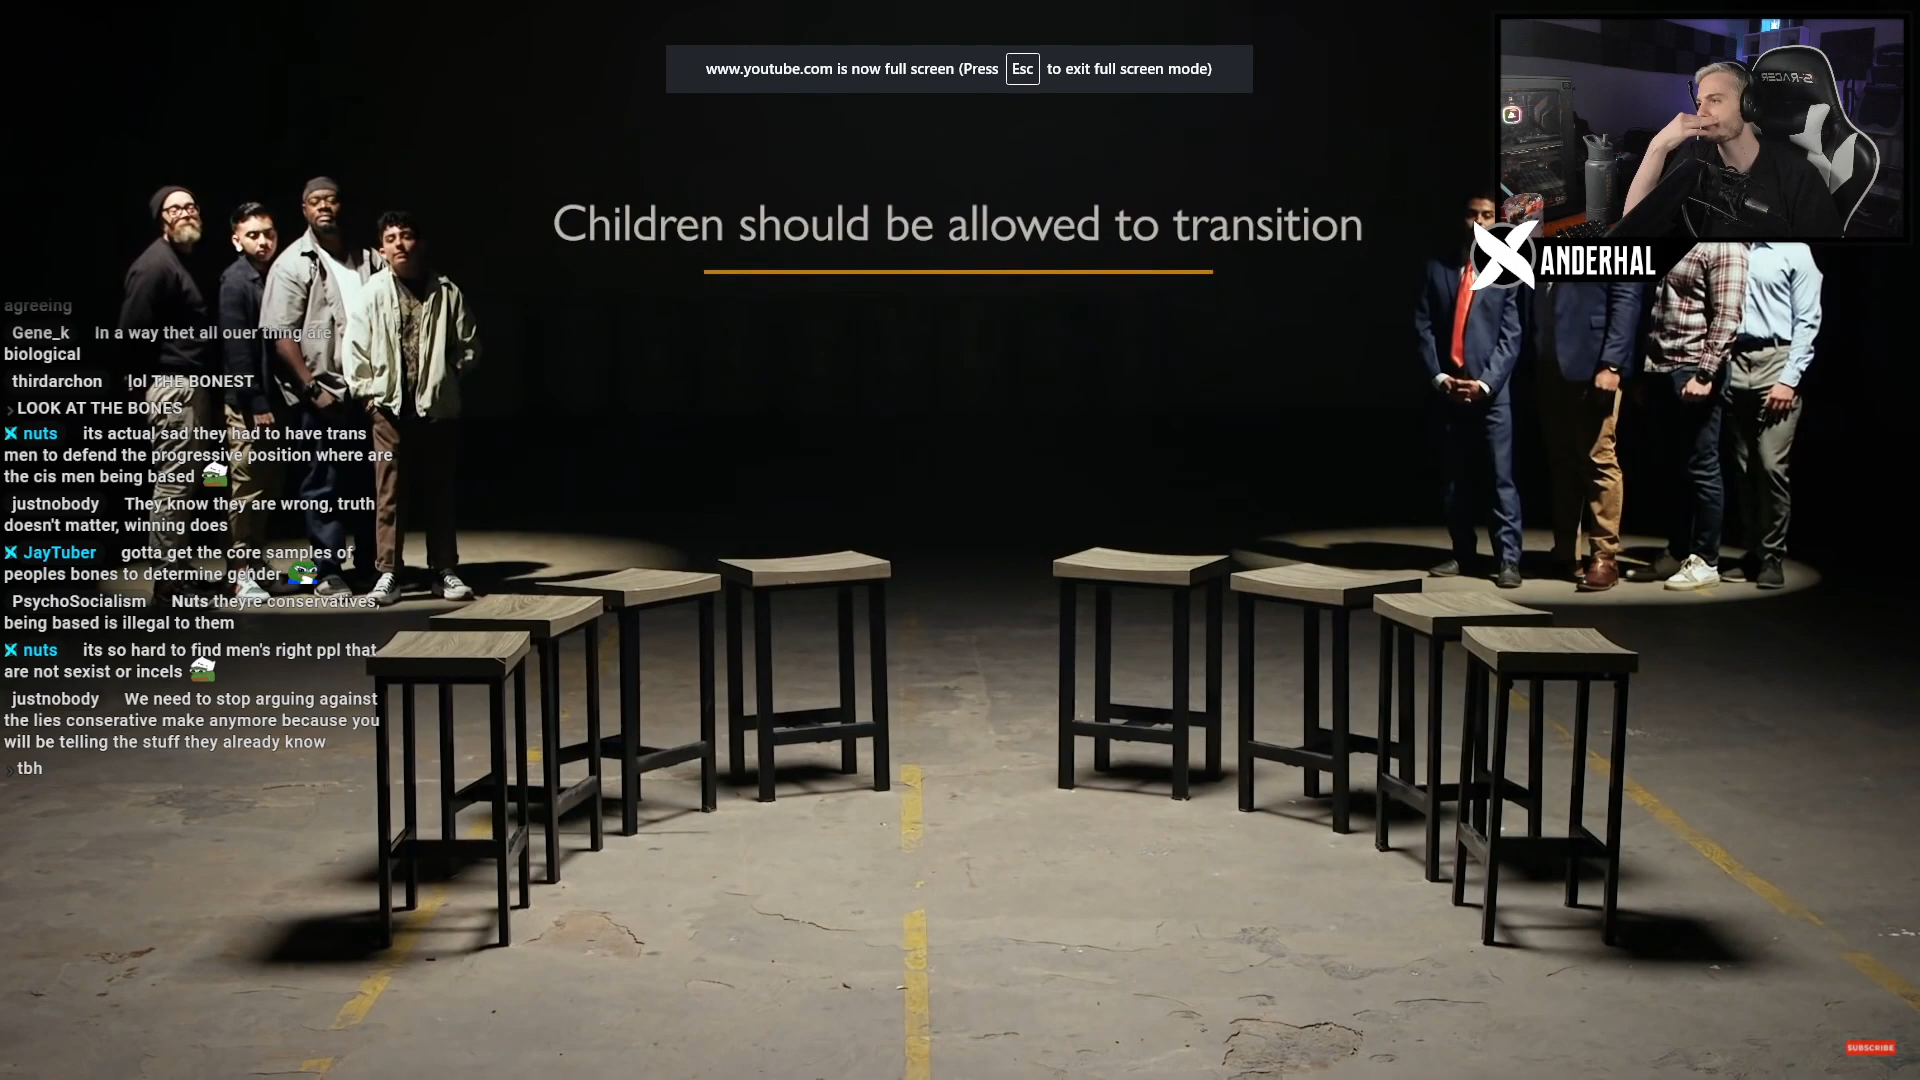 www.youtube.com is now full screen (Press Esc to exit full screen mode)
Children should be allowed to transition
S-RACER
XANDERHAL
agreeing
Gene_k In a way thet all ouer thing are
biological
thirdarchon lol THE BONEST
LOOK AT THE BONES
nuts its actual sad they had to have trans
men to defend the progressive position where are
the cis men being based
justnobody They know they are wrong, truth
doesn't matter, winning does
JayTuber gotta get the core samples of
peoples bones to determine gender
PsychoSocialism Nuts theyre conservatives,
being based is illegal to them
nuts its so hard to find men's right ppl that
are not sexist or incels
justnobody We need to stop arguing against
the lies conserative make anymore because you
will be telling the stuff they already know
tbh
SUBSCRIBE